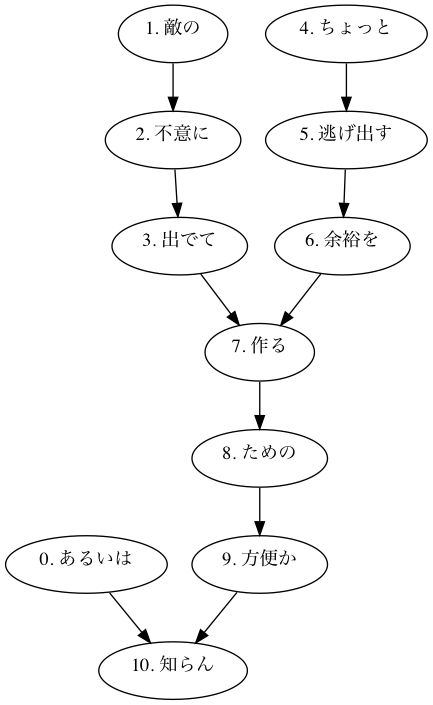 1. 敵の
4. ちょっと
2. 不意に
5. 逃げ出す
3. 出でて
6. 余裕を
7. 作る
8. ための
0. あるいは
9. 方便か
10. 知らん